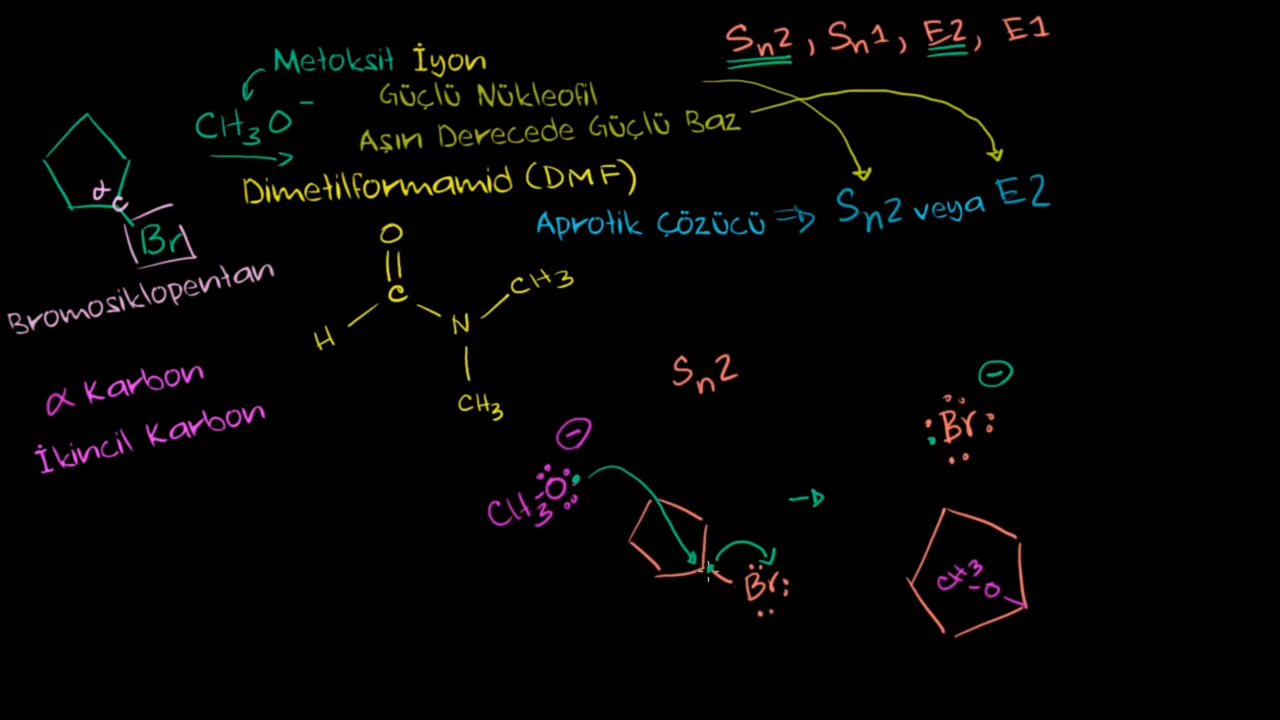 Sn2, Sn1, E2, E1
Metoksit İyon
CH3O⁻
Güçlü Nükleofil
Aşırı Derecede Güçlü Baz
Dimetilformamid (DMF)
Aprotik Çözücü ⇒ Sn2 veya E2
α
C
Br
Bromosiklopentan
O
C
H
N
CH3
CH3
α Karbon
İkincil Karbon
Sn2
CH3-O
Br
Br
CH3-O